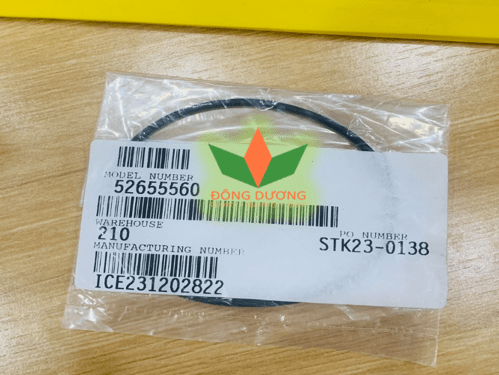 MODEL NUMBER
52655560
ĐÔNG DƯƠNG
WAREHOUSE
210
PO NUMBER
STK23-0138
MANUFACTURING NUMBER
ICE231202822